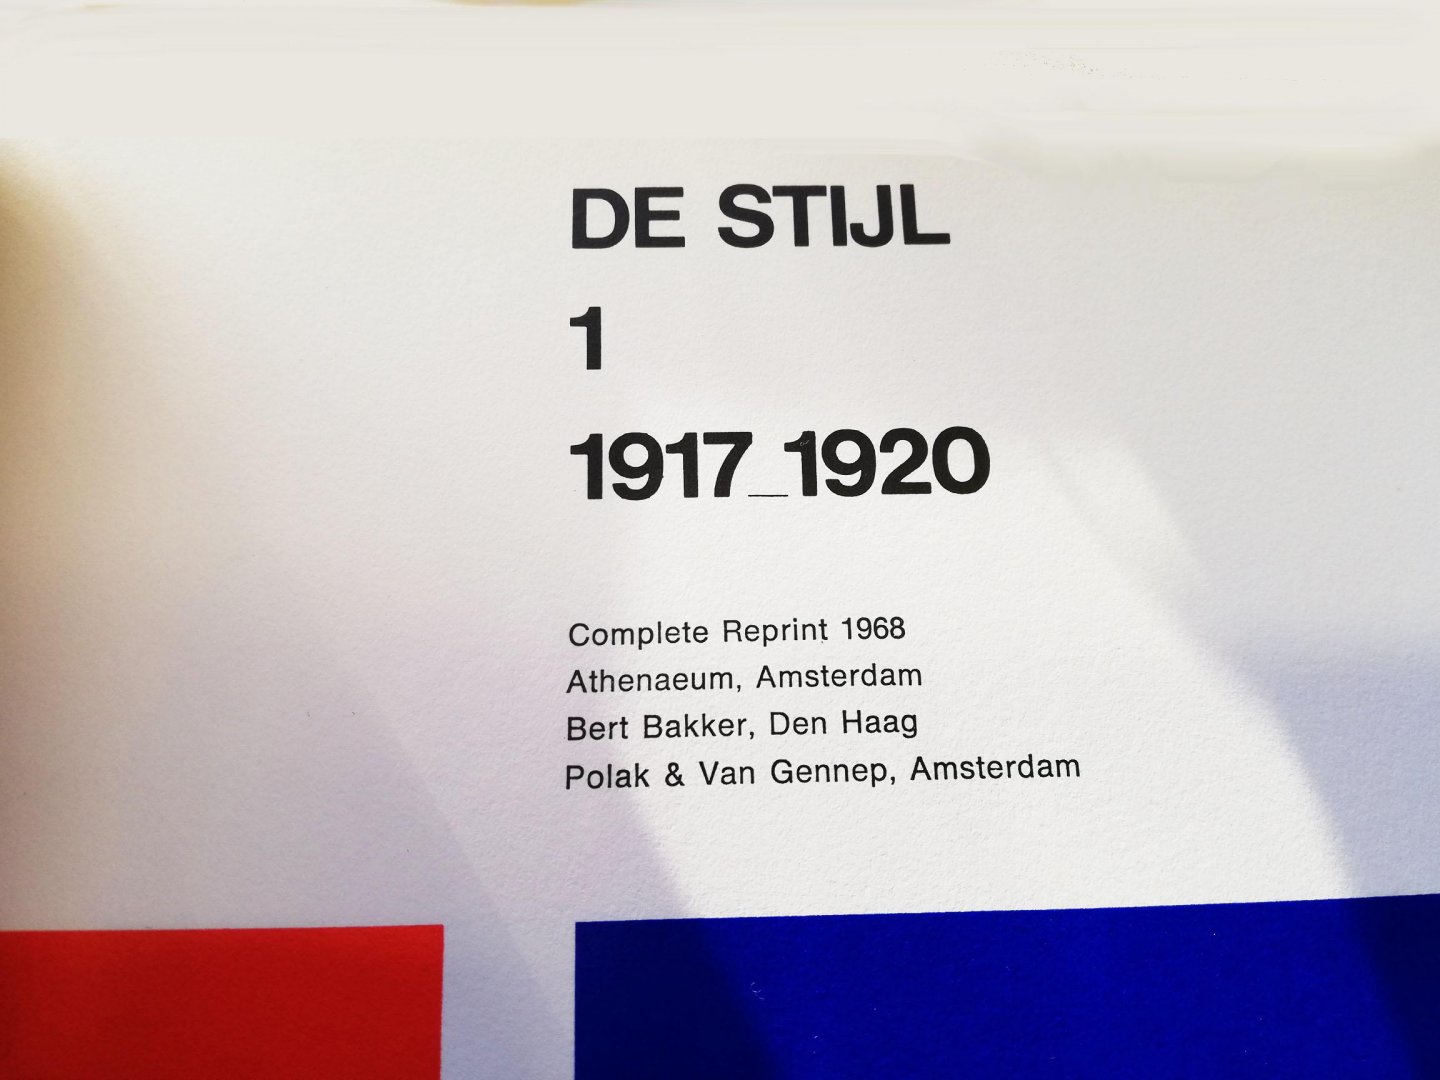 DE STIJL
1
1917_1920
Complete Reprint 1968
Athenaeum, Amsterdam
Bert Bakker, Den Haag
Polak & Van Gennep, Amsterdam